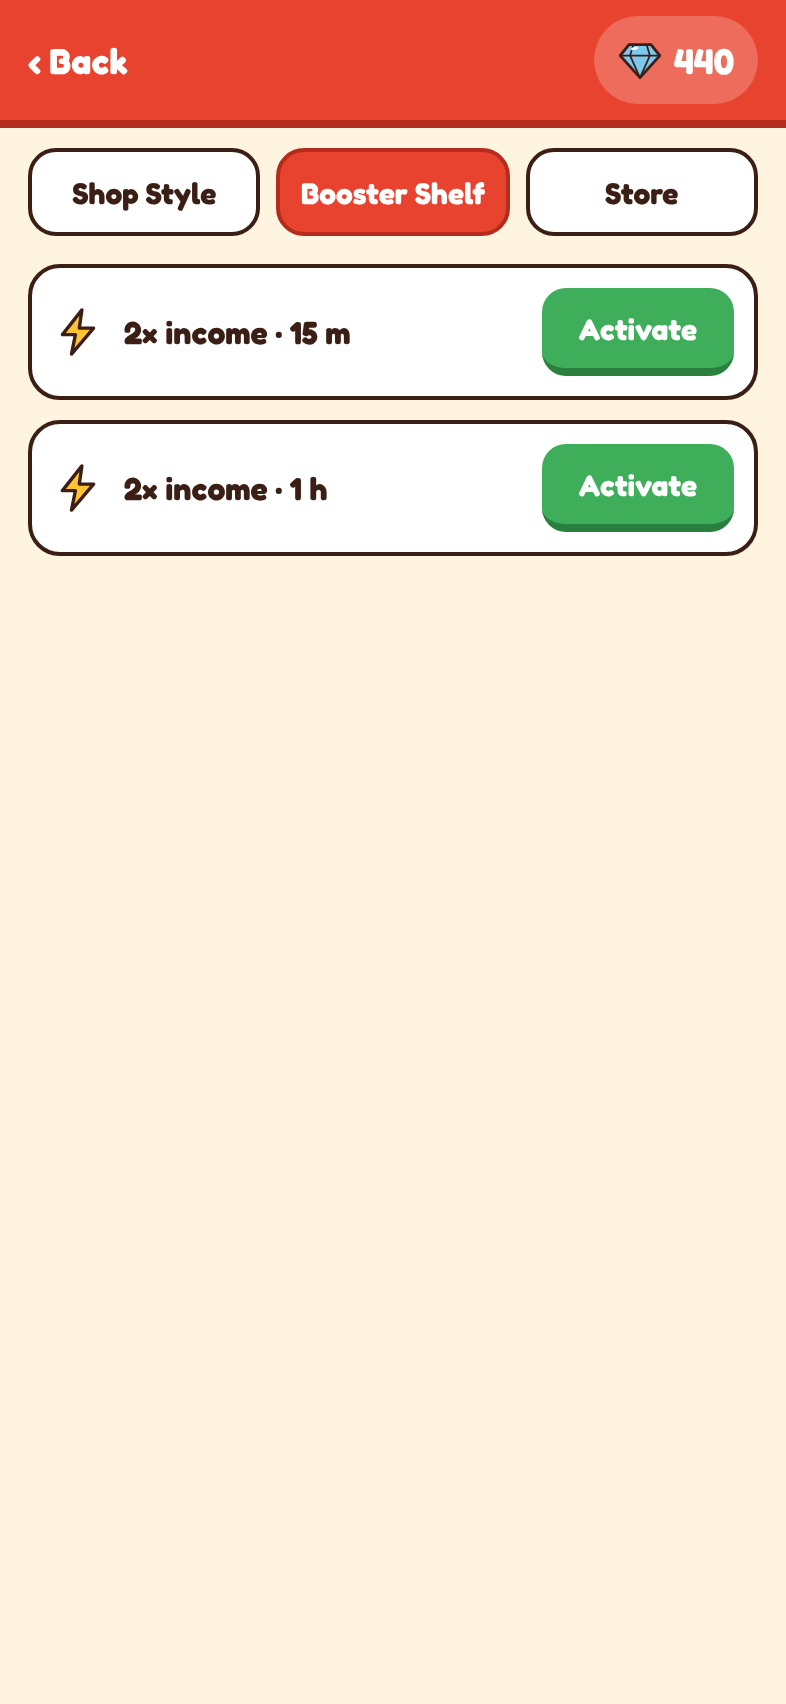 ‹ Back
440
Shop Style
Booster Shelf
Store
2x income · 15 m
Activate
2x income · 1 h
Activate